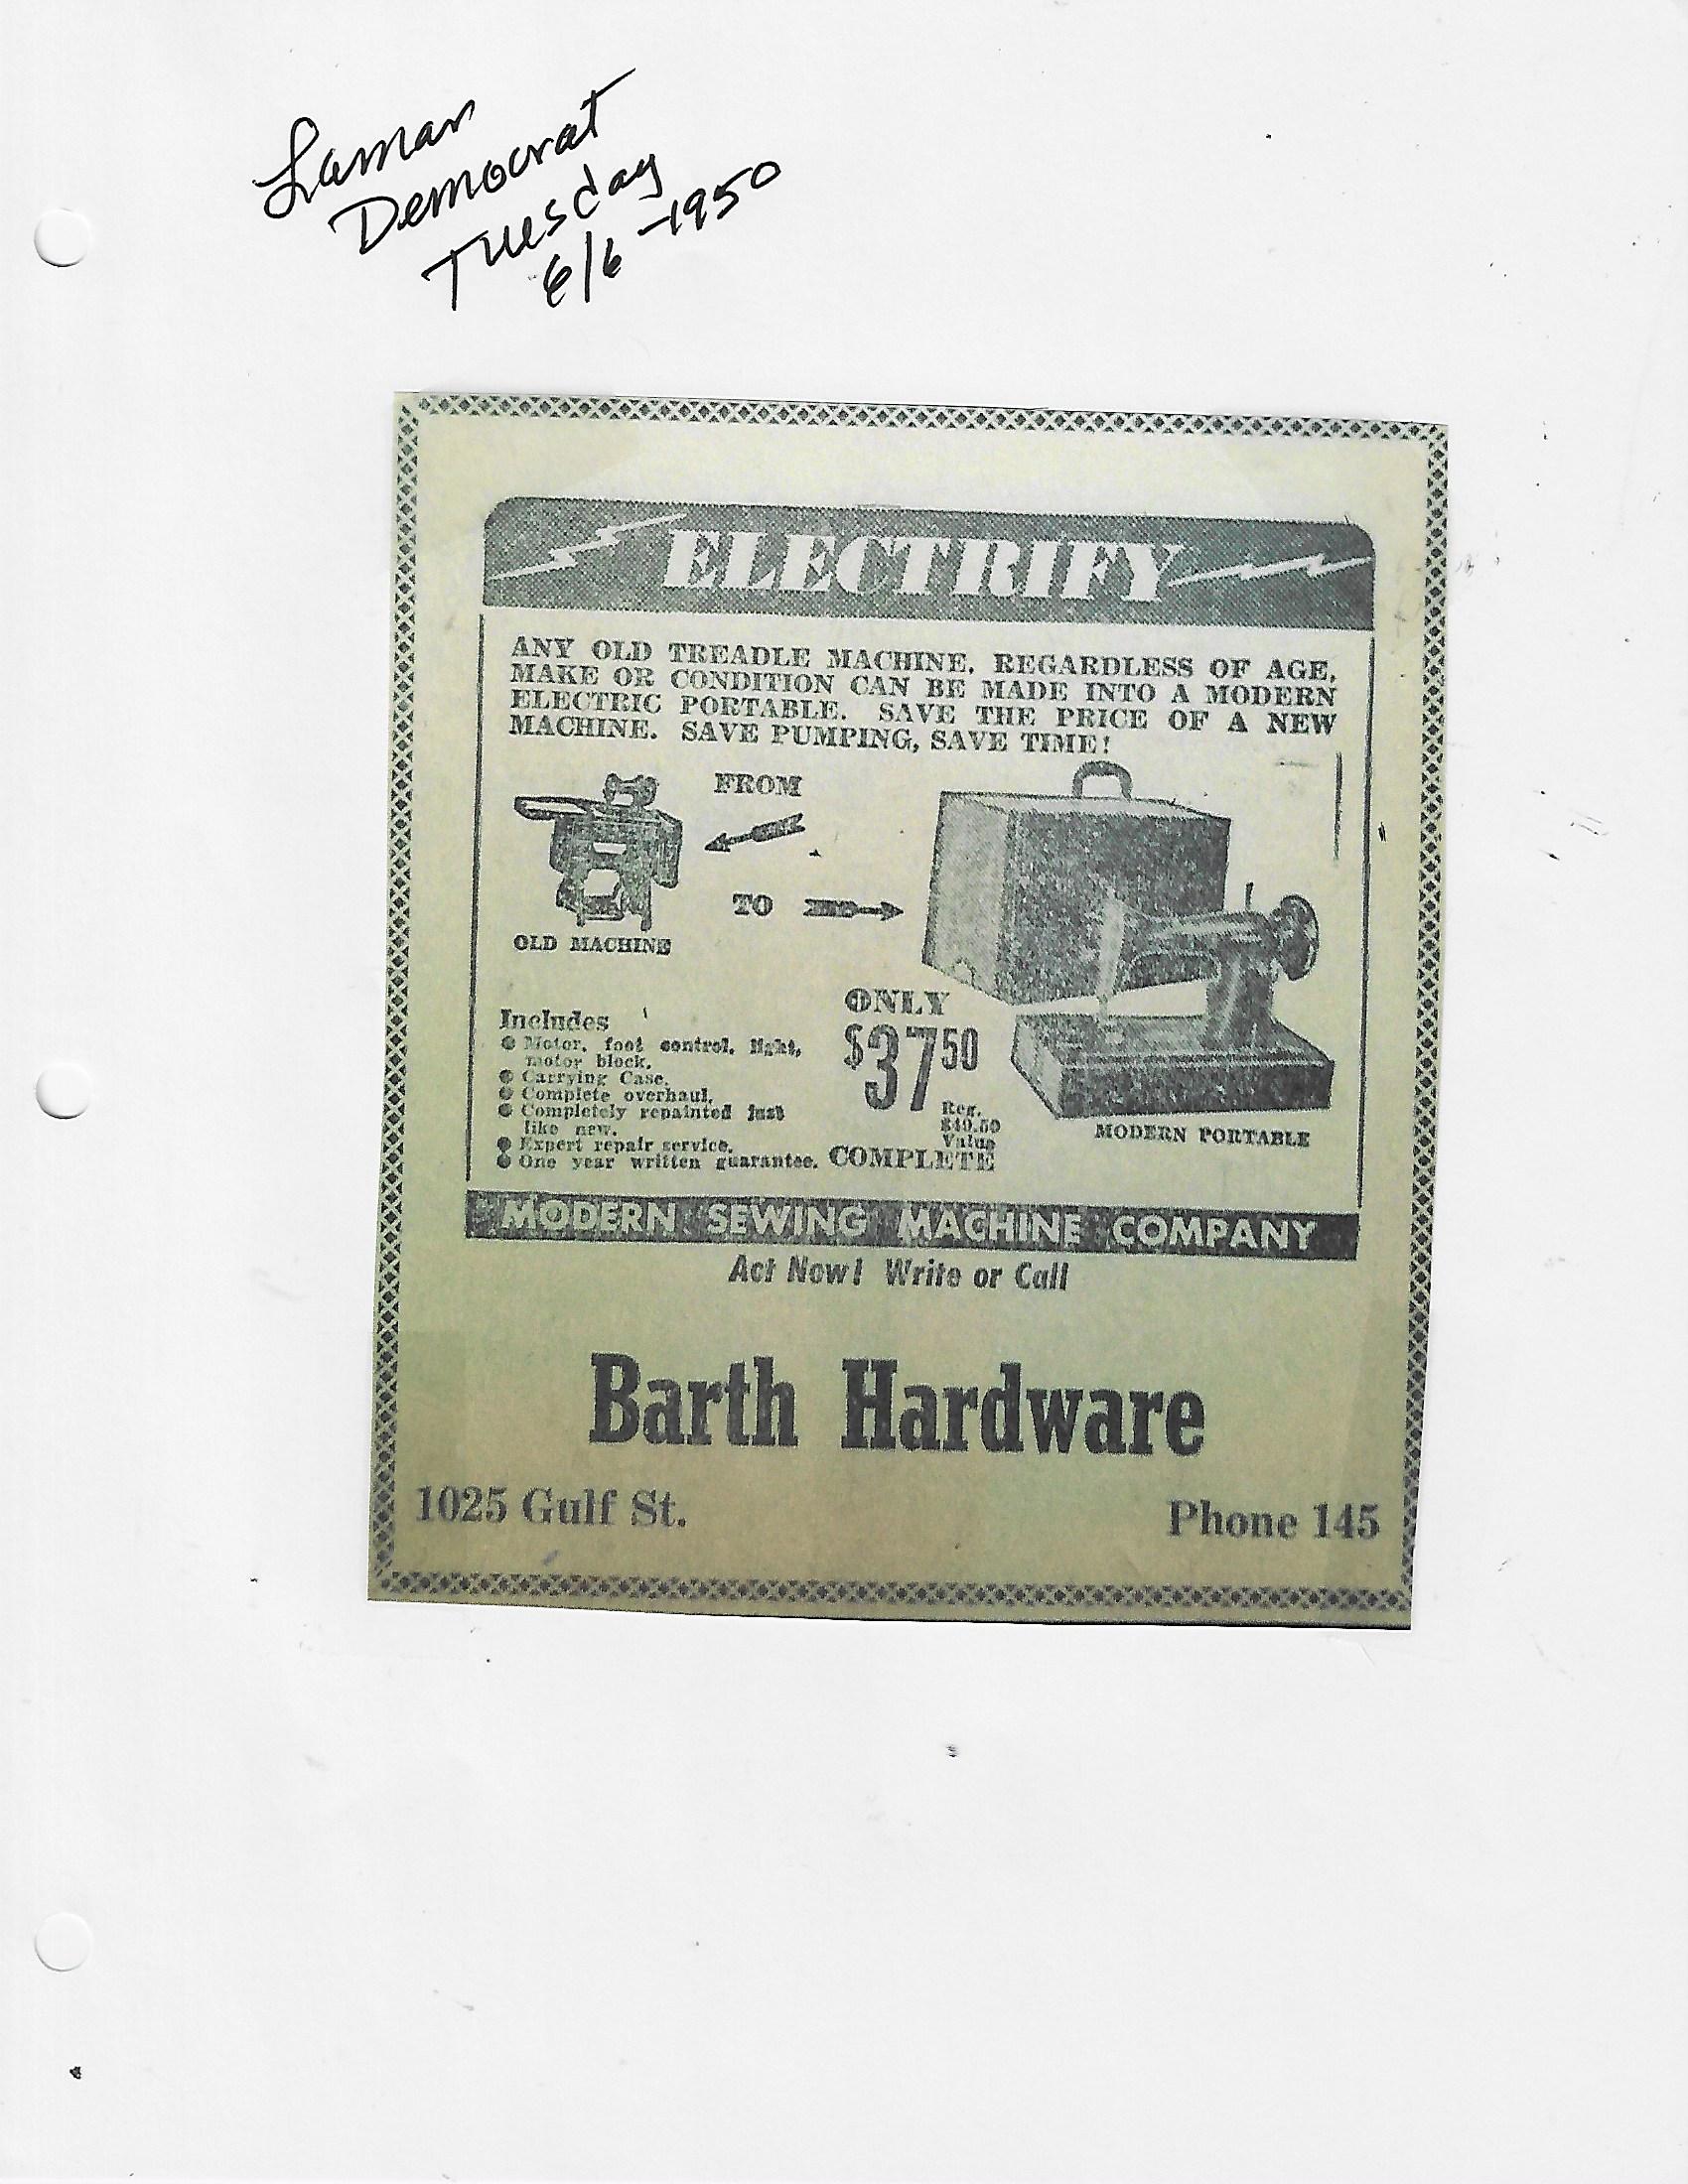 Lamar
Democrat
Tuesday
6/6-1950
ELECTRIFY
ANY OLD TREADLE MACHINE, REGARDLESS OF AGE,
MAKE OR CONDITION CAN BE MADE INTO A MODERN
ELECTRIC PORTABLE. SAVE THE PRICE OF A NEW
MACHINE. SAVE PUMPING, SAVE TIME!
FROM
TO
OLD MACHINE
Includes
Motor, foot control, light,
motor block.
Carrying Case.
Complete overhaul.
Completely repainted just
like new.
Expert repair service.
One year written guarantee.
ONLY
$3750
Reg.
Value
COMPLETE
MODERN PORTABLE
MODERN SEWING MACHINE COMPANY
Act Now! Write or Call
Barth Hardware
1025 Gulf St.
Phone 145